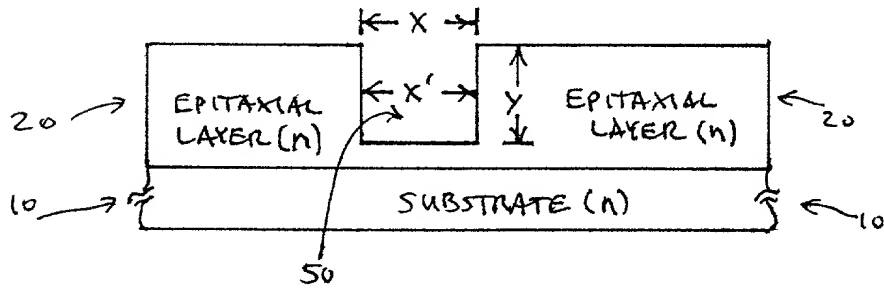 X
X'
Y
20
EPITAXIAL
LAYER (n)
EPITAXIAL
LAYER (n)
20
10
SUBSTRATE (n)
10
50